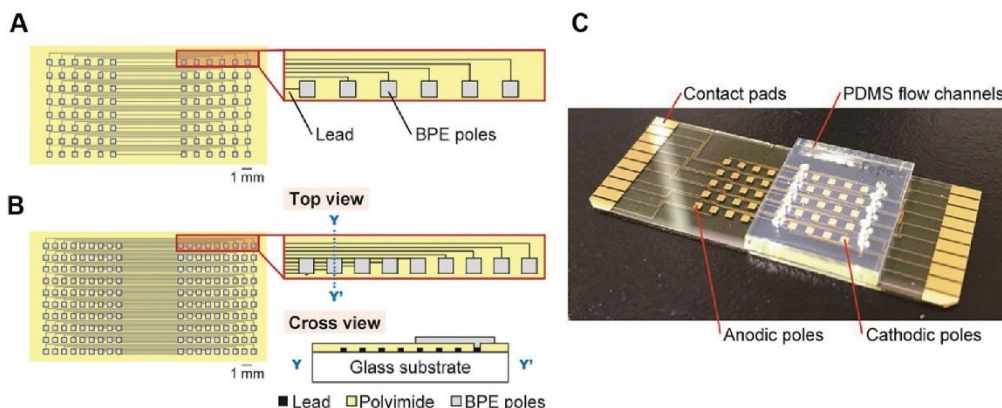 A
Lead
BPE poles
1 mm
B
Top view
Y
Y'
Cross view
Y
Glass substrate
Y'
1 mm
Lead
Polyimide
BPE poles
C
Contact pads
PDMS flow channels
Anodic poles
Cathodic poles